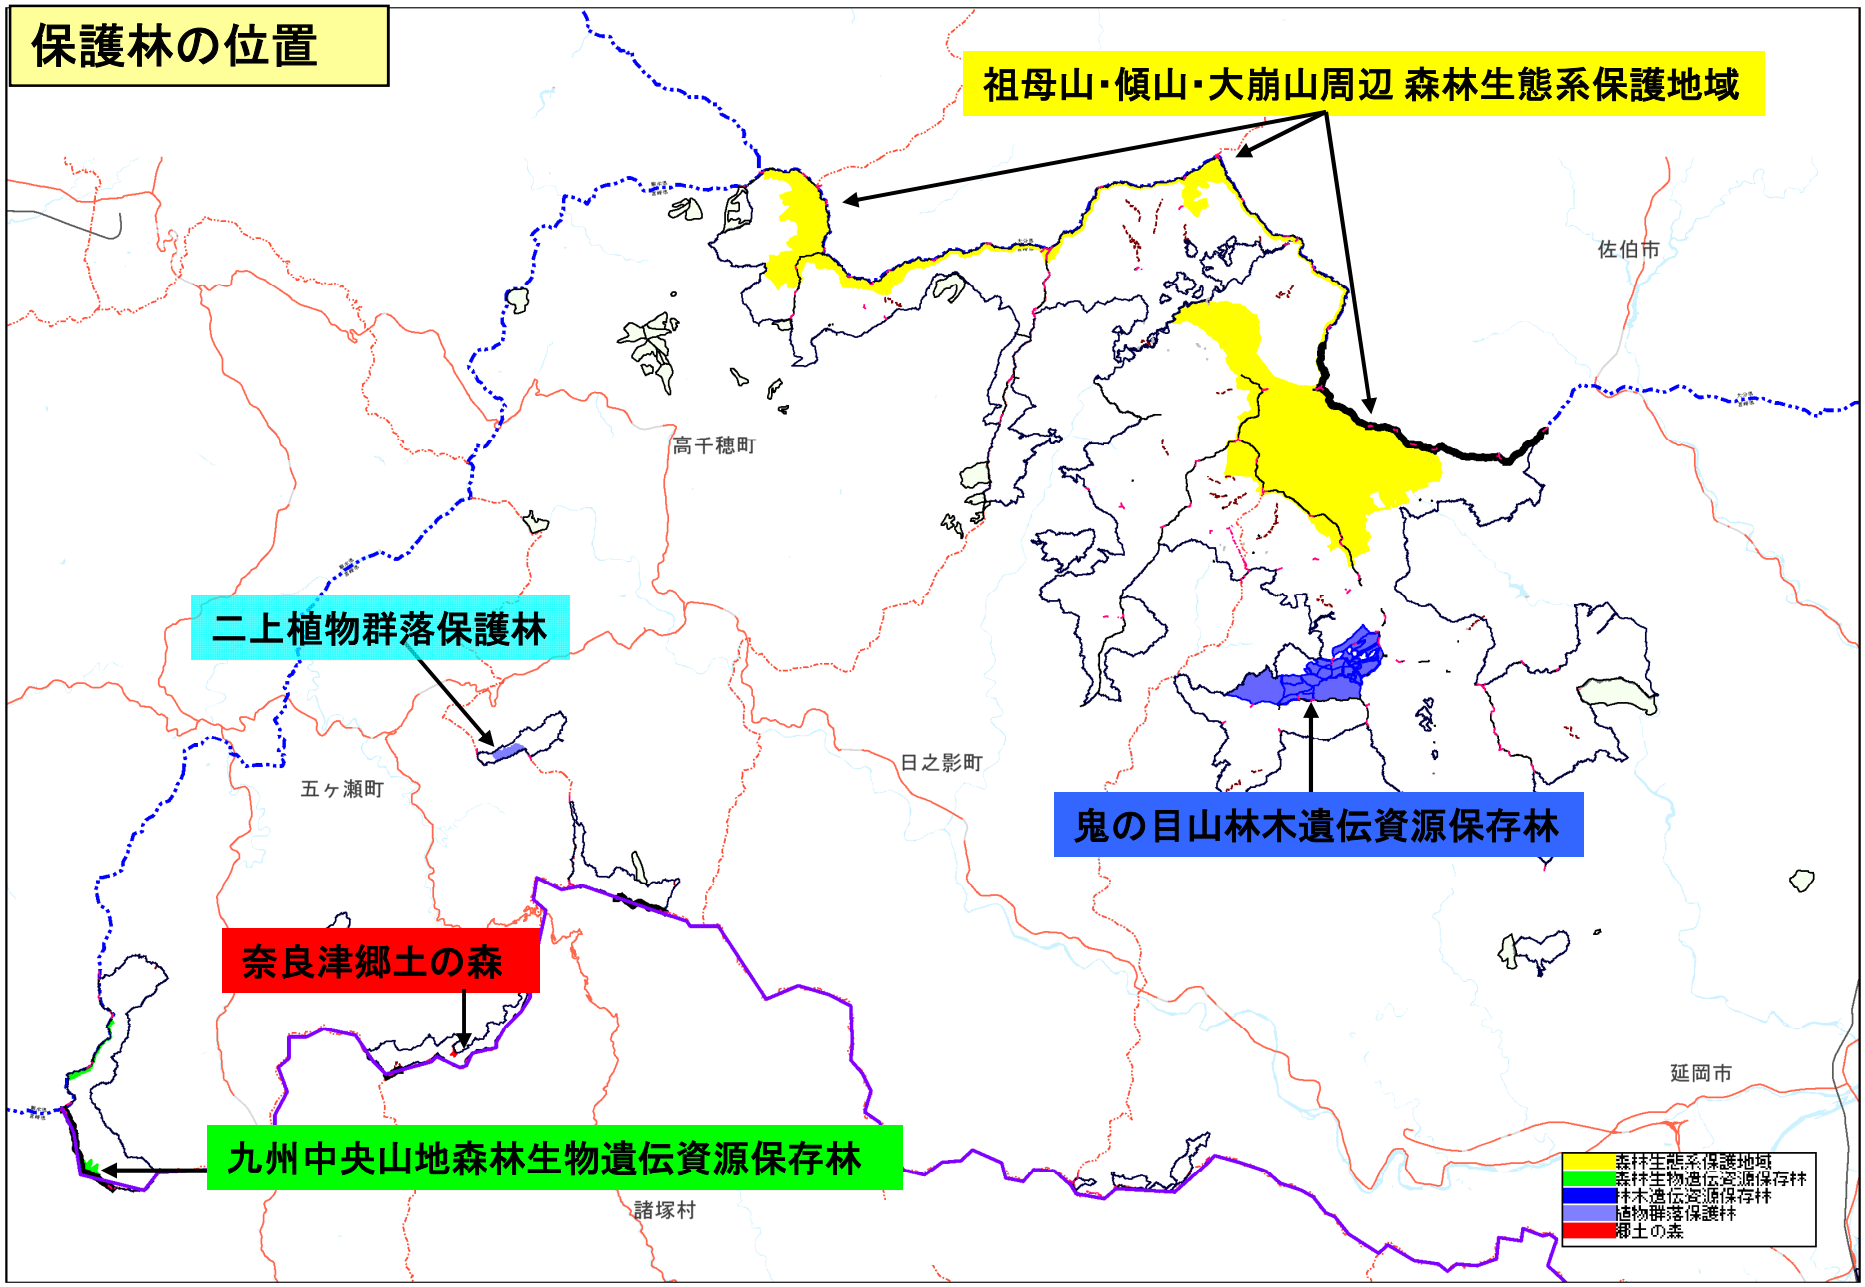 保護林の位置
祖母山・傾山・大崩山周辺 森林生態系保護地域
佐伯市
高千穂町
二上植物群落保護林
五ヶ瀬町
日之影町
鬼の目山林木遺伝資源保存林
奈良津郷土の森
延岡市
九州中央山地森林生物遺伝資源保存林
諸塚村
森林生態系保護地域
森林生物遺伝資源保存林
林木遺伝資源保存林
植物群落保護林
郷土の森